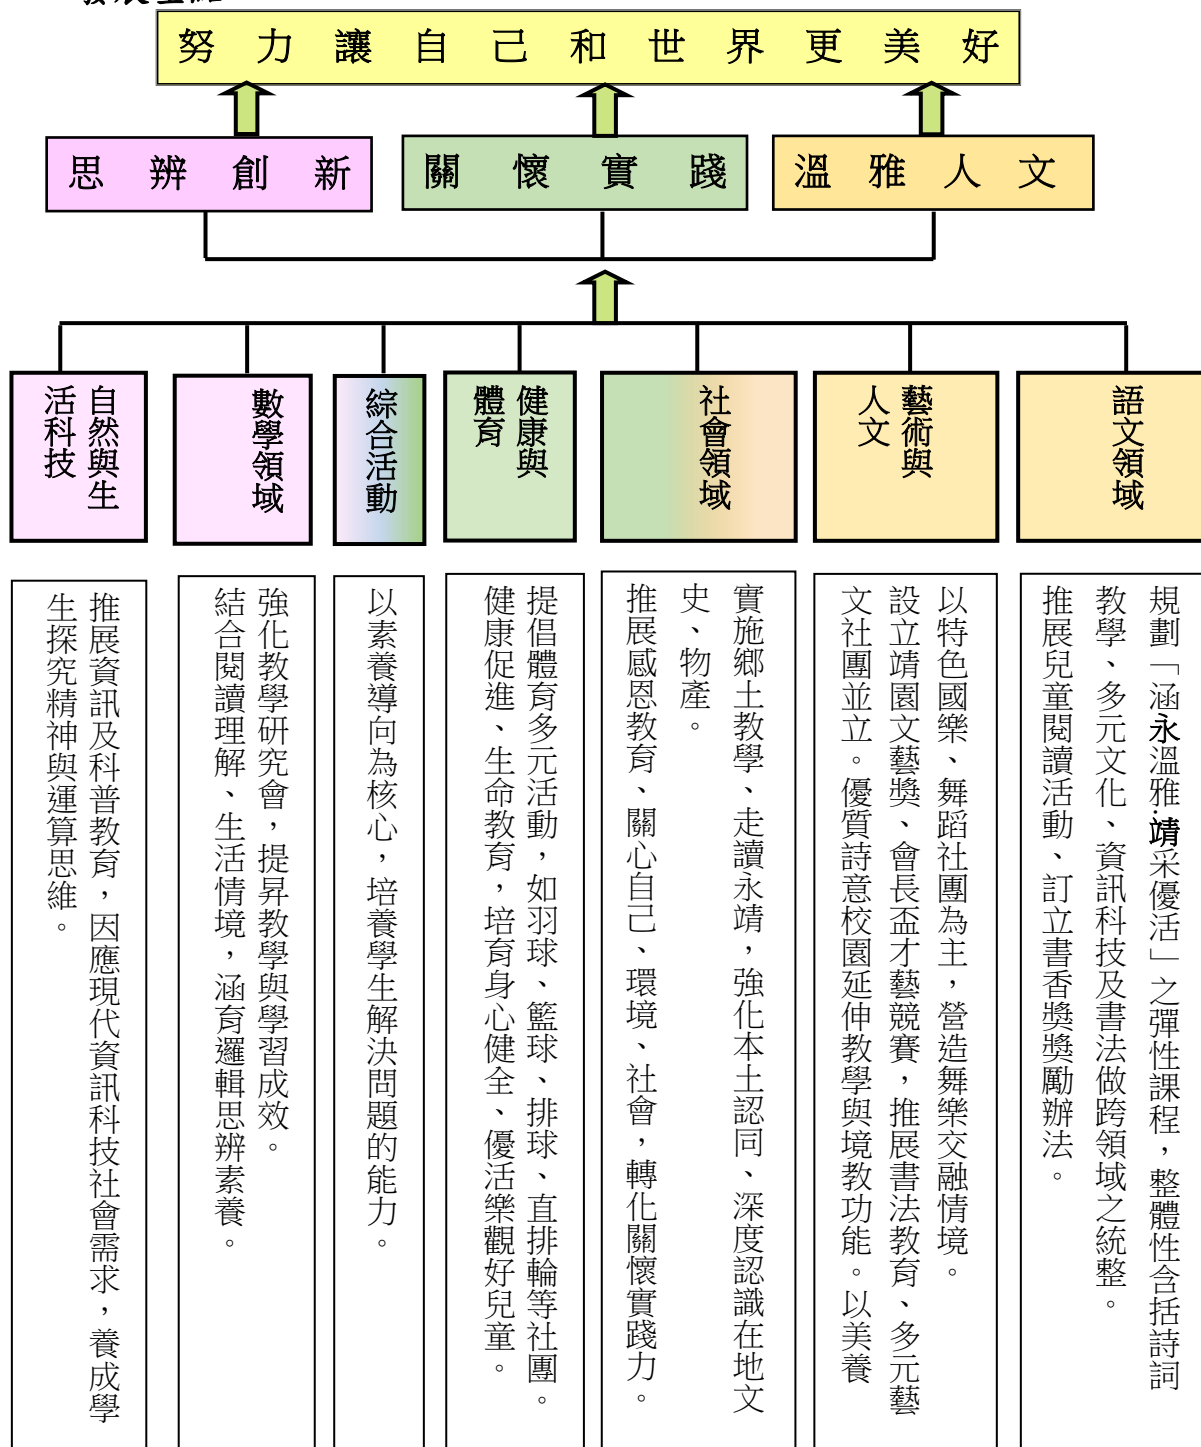 努力讓自己和世界更美好
思辨創新
關懷實踐
溫雅人文
語文領域
藝術與
人文
社會領域
健康與
體育
綜合活動
數學領域
自然與生
活科技
規劃「涵永溫雅:靖采優活」之彈性課程，整體性含括詩詞
教學、多元文化、資訊科技及書法做跨領域之統整。
推展兒童閱讀活動、訂立書香獎獎勵辦法。
以特色國樂、舞蹈社團為主，營造舞樂交融情境。
設立靖園文藝獎、會長盃才藝競賽，推展書法教育、多元藝
文社團並立。優質詩意校園延伸教學與境教功能。以美養
實施鄉土教學、走讀永靖，強化本土認同、深度認識在地文
史、物產。
推展感恩教育、關心自己、環境、社會，轉化關懷實踐力。
提倡體育多元活動，如羽球、籃球、排球、直排輪等社團。
健康促進、生命教育，培育身心健全、優活樂觀好兒童。
以素養導向為核心，培養學生解決問題的能力。
強化教學研究會，提昇教學與學習成效。
結合閱讀理解、生活情境，涵育邏輯思辨素養。
推展資訊及科普教育，因應現代資訊科技社會需求，養成學
生探究精神與運算思維。